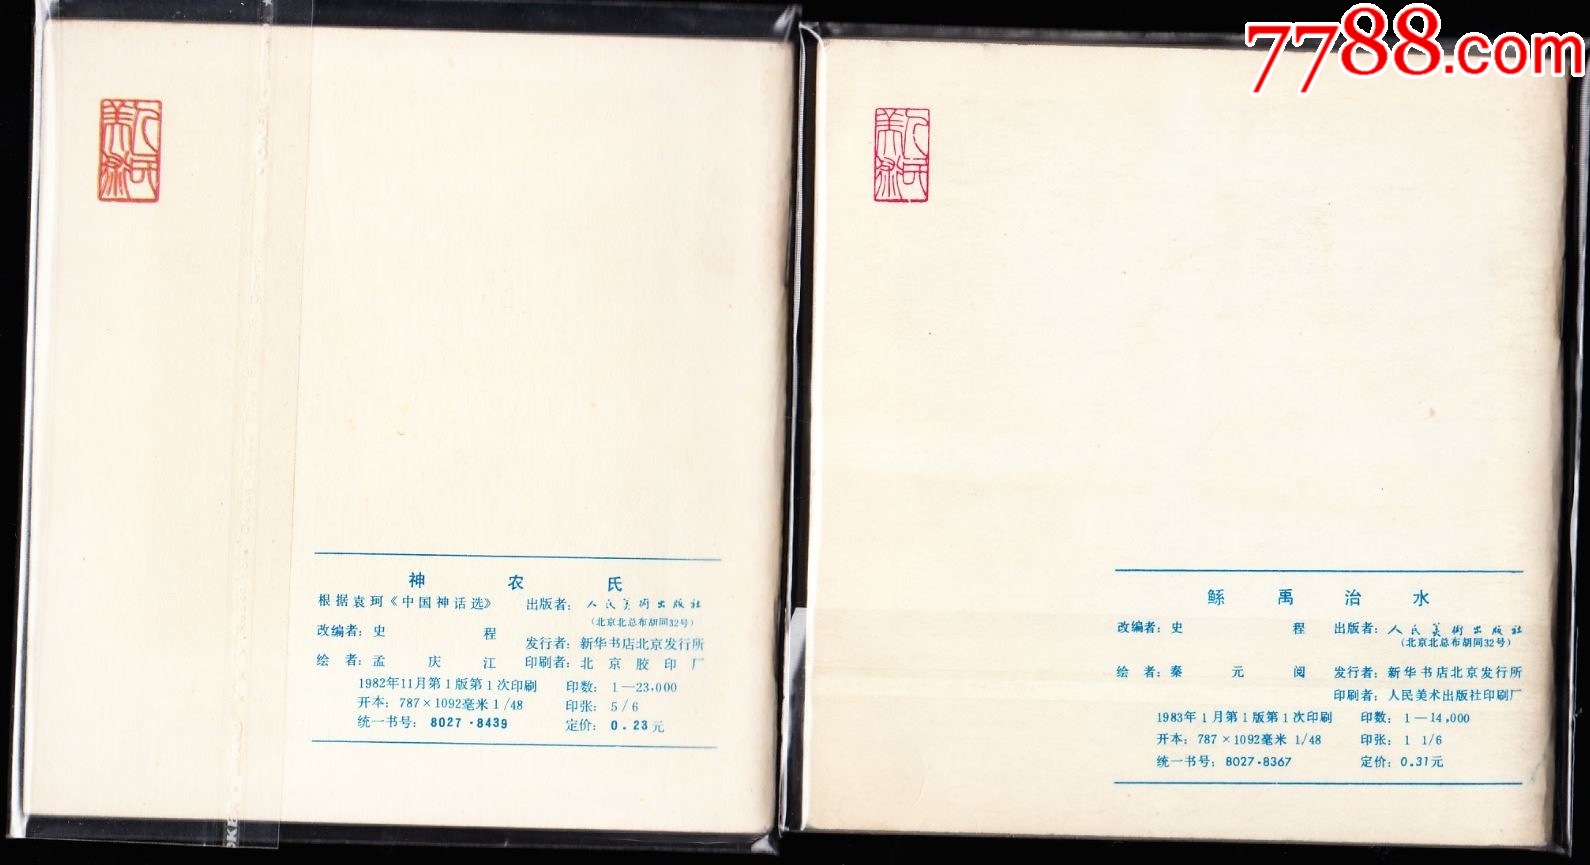 7788.com
人民美术
神农氏
根据袁珂《中国神话选》 出版者：人民美術出版社
（北京北总布胡同32号）
改编者：史程
发行者：新华书店北京发行所
绘者：孟庆江 印刷者：北京胶印厂
1982年11月第1版第1次印刷 印数：1—23,000
开本：787×1092毫米 1/48 印张：5/6
统一书号：8027·8439 定价：0.23元
人民美术
鲧禹治水
改编者：史程 出版者：人民美術出版社
（北京北总布胡同32号）
绘者：秦元阅 发行者：新华书店北京发行所
印刷者：人民美术出版社印刷厂
1983年1月第1版第1次印刷 印数：1—14,000
开本：787×1092毫米 1/48 印张：1 1/6
统一书号：8027·8367 定价：0.31元